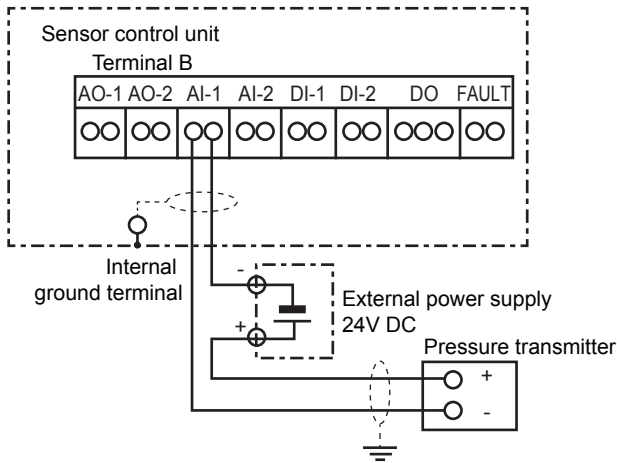 Sensor control unit
Terminal B
AO-1 AO-2 AI-1 AI-2 DI-1 DI-2 DO FAULT
Internal
ground terminal
-
+
External power supply
24V DC
Pressure transmitter
+
-